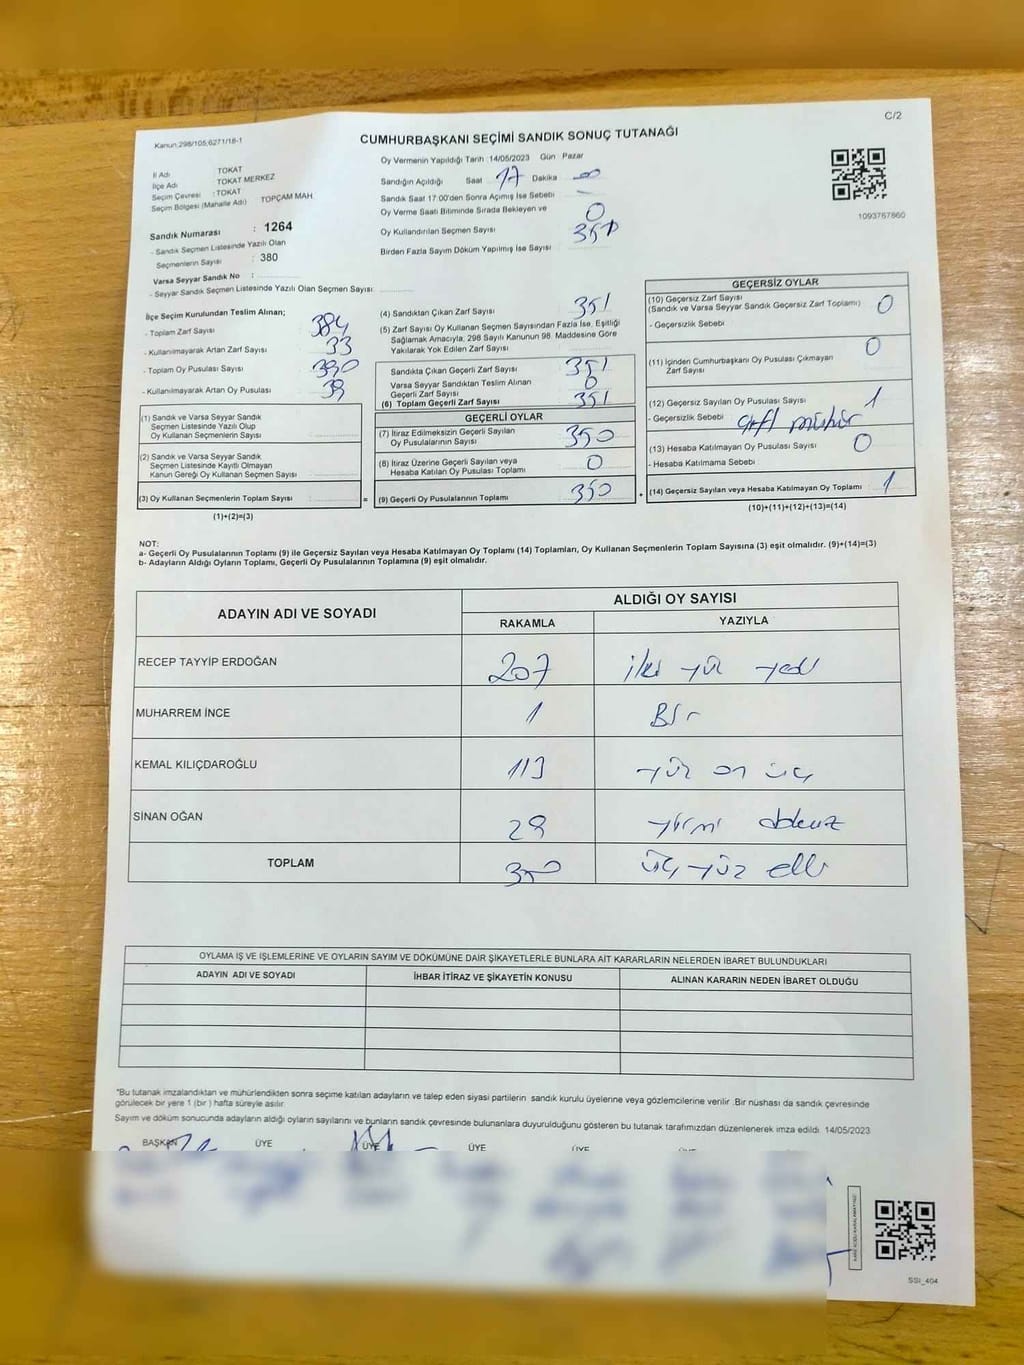 C/2
Kanun:298/105,6271/18-1
CUMHURBAŞKANI SEÇİMİ SANDIK SONUÇ TUTANAĞI
Oy Vermenin Yapıldığı Tarih :14/05/2023 Gün Pazar
İl Adı TOKAT
İlçe Adı TOKAT MERKEZ
Seçim Çevresi : TOKAT
Seçim Bölgesi (Mahalle Adı) TOPÇAM MAH
Sandığın Açıldığı Saat 17 Dakika
Sandık Saat 17.00'den Sonra Açımış İse Sebebi
Oy Verme Saati Bitiminde Sırada Bekleyen ve 0
Oy Kullandırılan Seçmen Sayısı
Birden Fazla Sayım Döküm Yapılmış İse Sayısı
1093767860
Sandık Numarası : 1264
- Sandık Seçmen Listesinde Yazılı Olan
Seçmenlerin Sayısı : 380
Varsa Seyyar Sandık No :
- Seyyar Sandık Seçmen Listesinde Yazılı Olan Seçmen Sayısı:
İlçe Seçim Kurulundan Teslim Alınan;
- Toplam Zarf Sayısı 384
- Kullanılmayarak Artan Zarf Sayısı 33
- Toplam Oy Pusulası Sayısı 390
- Kullanılmayarak Artan Oy Pusulası 39
(1) Sandık ve Varsa Seyyar Sandık
Seçmen Listesinde Yazılı Olup
Oy Kullanan Seçmenlerin Sayısı
(2) Sandık ve Varsa Seyyar Sandık
Seçmen Listesinde Kayıtlı Olmayan
Kanun Gereği Oy Kullanan Seçmen Sayısı
(3) Oy Kullanan Seçmenlerin Toplam Sayısı =
(1)+(2)=(3)
(4) Sandıktan Çıkan Zarf Sayısı 351
(5) Zarf Sayısı Oy Kullanan Seçmen Sayısından Fazla İse, Eşitliği
Sağlamak Amacıyla, 298 Sayılı Kanunun 98. Maddesine Göre
Yakılarak Yok Edilen Zarf Sayısı
Sandıkta Çıkan Geçerli Zarf Sayısı 351
Varsa Seyyar Sandıktan Teslim Alınan
Geçerli Zarf Sayısı 0
(6) Toplam Geçerli Zarf Sayısı 351
GEÇERLİ OYLAR
(7) İtiraz Edilmeksizin Geçerli Sayılan
Oy Pusulalarının Sayısı 350
(8) İtiraz Üzerine Geçerli Sayılan veya
Hesaba Katılan Oy Pusulası Toplamı 0
(9) Geçerli Oy Pusulalarının Toplamı 350 +
GEÇERSİZ OYLAR
(10) Geçersiz Zarf Sayısı
(Sandık ve Varsa Seyyar Sandık Geçersiz Zarf Toplamı) 0
- Geçersizlik Sebebi
(11) İçinden Cumhurbaşkanı Oy Pusulası Çıkmayan
Zarf Sayısı 0
(12) Geçersiz Sayılan Oy Pusulası Sayısı 1
- Geçersizlik Sebebi çift mühür
(13) Hesaba Katılmayan Oy Pusulası Sayısı 0
- Hesaba Katılmama Sebebi
(14) Geçersiz Sayılan veya Hesaba Katılmayan Oy Toplamı 1
(10)+(11)+(12)+(13)=(14)
NOT:
a- Geçerli Oy Pusulalarının Toplamı (9) ile Geçersiz Sayılan veya Hesaba Katılmayan Oy Toplamı (14) Toplamları, Oy Kullanan Seçmenlerin Toplam Sayısına (3) eşit olmalıdır. (9)+(14)=(3)
b- Adayların Aldığı Oyların Toplamı, Geçerli Oy Pusulalarının Toplamına (9) eşit olmalıdır.
ADAYIN ADI VE SOYADI ALDIĞI OY SAYISI
RAKAMLA YAZIYLA
RECEP TAYYİP ERDOĞAN 207 iki yüz yedi
MUHARREM İNCE 1 Bir
KEMAL KILIÇDAROĞLU 113 yüz on üç
SİNAN OĞAN 29 yirmi dokuz
TOPLAM 350 üç yüz elli
OYLAMA İŞ VE İŞLEMLERİNE VE OYLARIN SAYIM VE DÖKÜMÜNE DAİR ŞİKAYETLERLE BUNLARA AİT KARARLARIN NELERDEN İBARET BULUNDUKLARI
ADAYIN ADI VE SOYADI İHBAR İTİRAZ VE ŞİKAYETİN KONUSU ALINAN KARARIN NEDEN İBARET OLDUĞU
"Bu tutanak imzalandıktan ve mühürlendikten sonra seçime katılan adayların ve talep eden siyasi partilerin sandık kurulu üyelerine veya gözlemcilerine verilir .Bir nüshası da sandık çevresinde
görülecek bir yere 1 (bir ) hafta süreyle asılır.
Sayım ve döküm sonucunda adayların aldığı oyların sayılarını ve bunların sandık çevresinde bulunanlara duyurulduğunu gösteren bu tutanak tarafımızdan düzenlenerek imza edildi. 14/05/2023
BAŞKAN ÜYE ÜYE ÜYE ÜYE
SSI_404